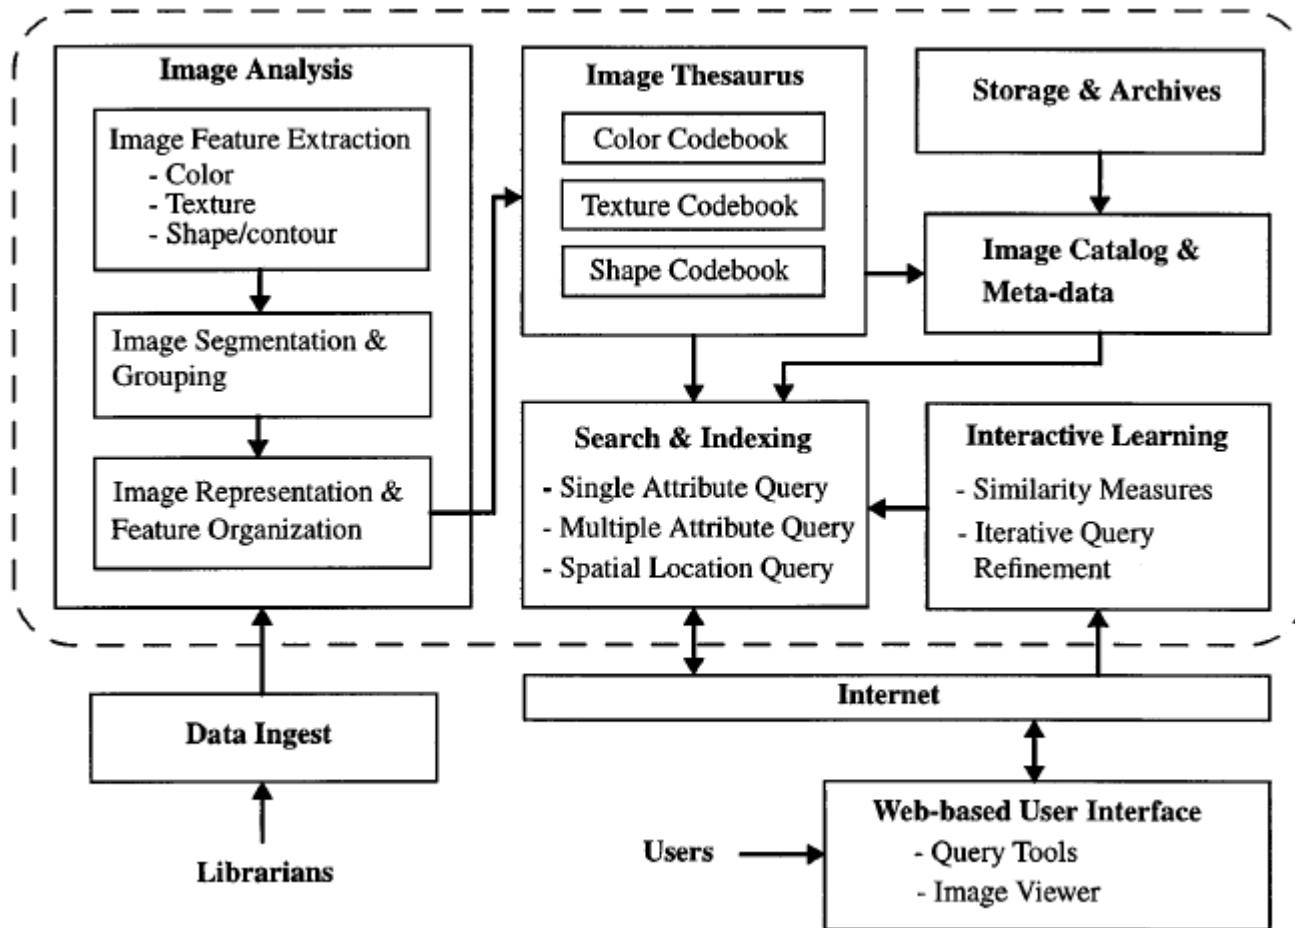 Image Analysis
Image Feature Extraction
- Color
- Texture
- Shape/contour
Image Segmentation &
Grouping
Image Representation &
Feature Organization
Image Thesaurus
Color Codebook
Texture Codebook
Shape Codebook
Storage & Archives
Image Catalog &
Meta-data
Search & Indexing
- Single Attribute Query
- Multiple Attribute Query
- Spatial Location Query
Interactive Learning
- Similarity Measures
- Iterative Query
Refinement
Data Ingest
Librarians
Internet
Users
Web-based User Interface
- Query Tools
- Image Viewer